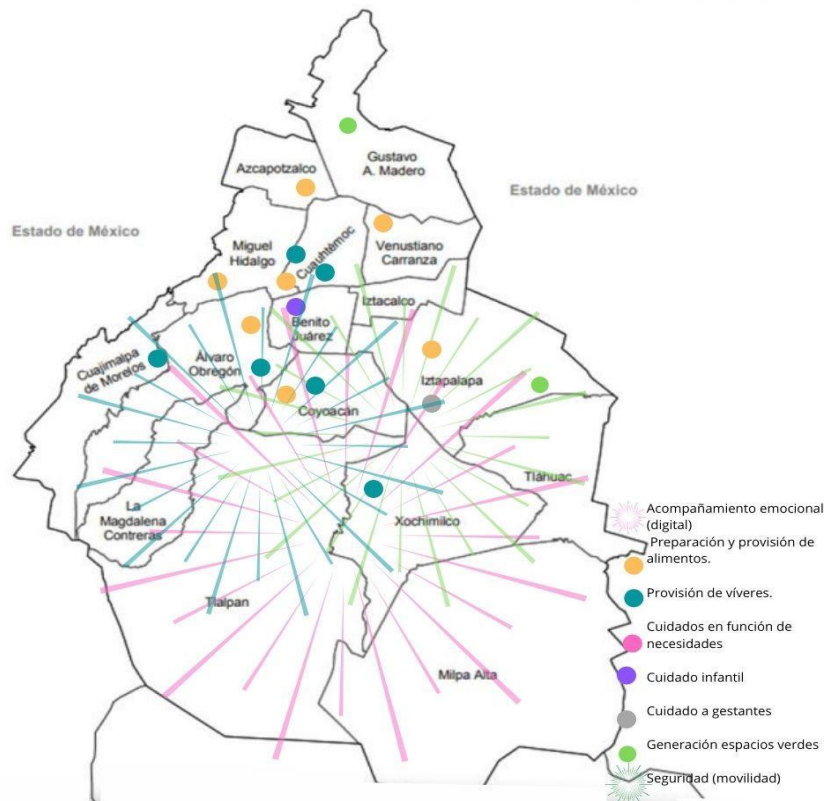 Gustavo
A. Madero
Azcapotzalco
Estado de México
Estado de México
Miguel
Hidalgo
Cuauhtémoc
Venustiano
Carranza
Iztacalco
Benito
Juárez
Cuajimalpa
de Morelos
Álvaro
Obregón
Iztapalapa
Coyoacán
Tláhuac
La
Magdalena
Contreras
Xochimilco
Tlalpan
Milpa Alta
Acompañamiento emocional
(digital)
Preparación y provisión de
alimentos.
Provisión de víveres.
Cuidados en función de
necesidades
Cuidado infantil
Cuidado a gestantes
Generación espacios verdes
Seguridad (movilidad)